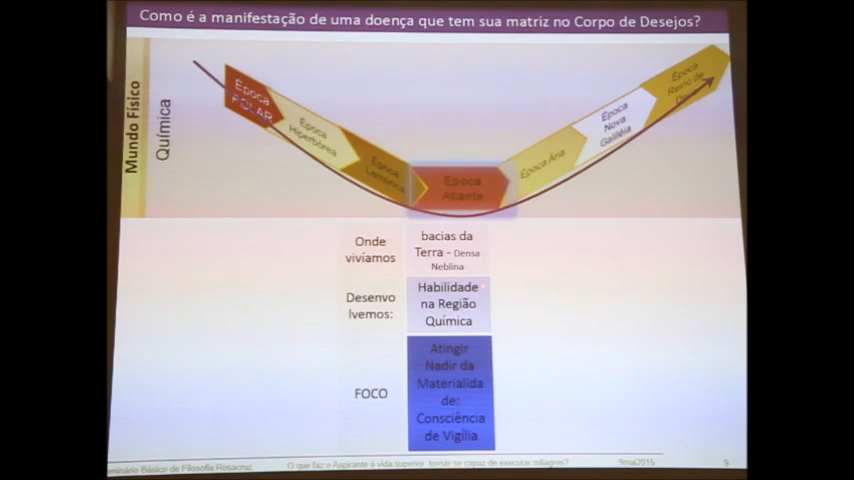 Como é a manifestação de uma doença que tem sua matriz no Corpo de Desejos?
Mundo Físico
Química
Época
POLAR
Época
Hiperbórea
Época
Lemúrica
Época
Atlante
Época Ária
Época
Nova
Galiléia
Época
Reino de
Deus
Onde
vivíamos
bacias da
Terra - Densa
Neblina
Desenvo
lvemos:
Habilidade
na Região
Química
FOCO
Atingir
Nadir da
Materialida
de:
Consciência
de Vigília
minário Básico de Filosofia Rosacruz
O que faz o Aspirante à vida superior, tornar-se capaz de executar milagres?
9mai2015
9